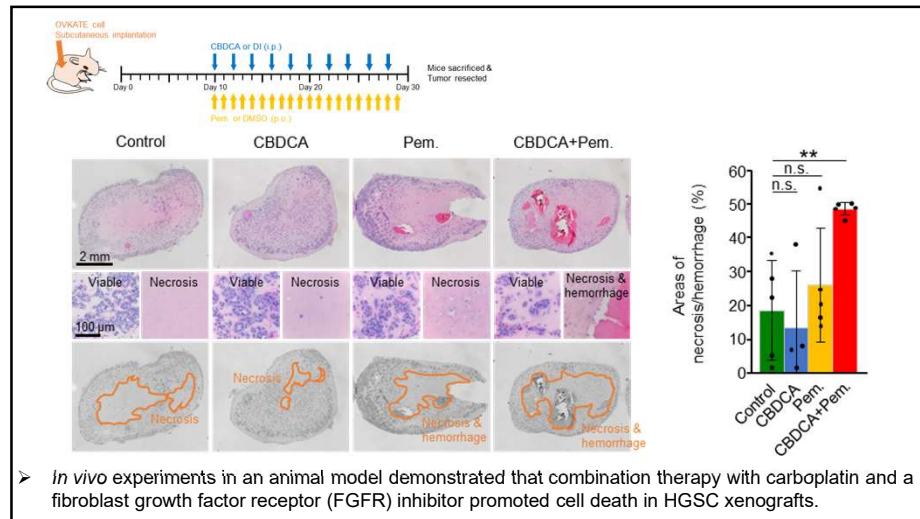 OVKATE cell
Subcutaneous implantation
CBDCA or DI (i.p.)
Mice sacrificed &
Tumor resected
Day 0
Day 10
Day 20
Day 30
Pem. or DMSO (p.o.)
Control
CBDCA
Pem.
CBDCA+Pem.
2 mm
Viable
Necrosis
Viable
Necrosis
Viable
Necrosis
Viable
Necrosis &
hemorrhage
100 μm
Necrosis
Necrosis
Necrosis &
hemorrhage
Necrosis &
hemorrhage
**
n.s.
n.s.
Areas of
necrosis/hemorrhage (%)
60
50
40
30
20
10
0
Control
CBDCA
Pem.
CBDCA+Pem.
➢ In vivo experiments in an animal model demonstrated that combination therapy with carboplatin and a
fibroblast growth factor receptor (FGFR) inhibitor promoted cell death in HGSC xenografts.